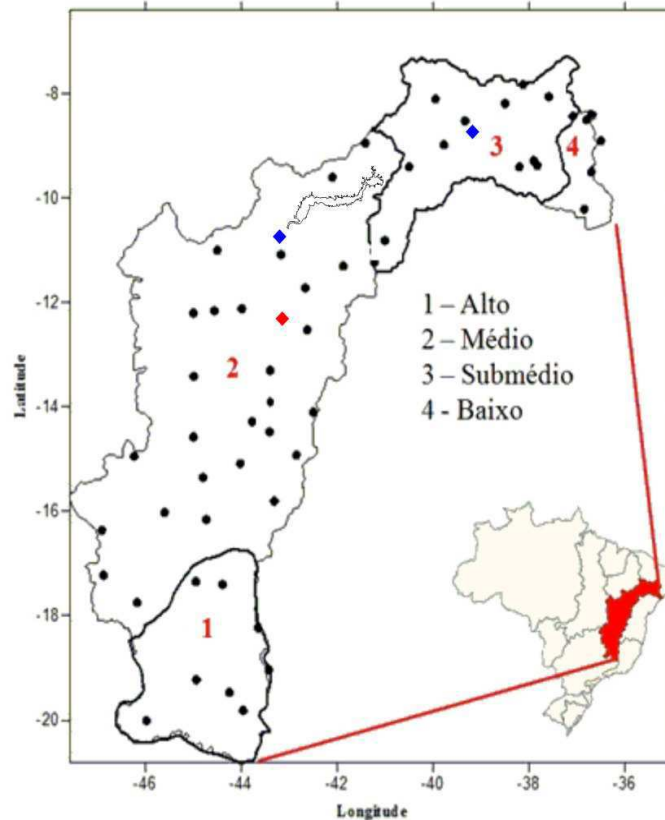 -8
3
4
-10
1 – Alto
2 – Médio
3 – Submédio
4 - Baixo
-12
2
Latitude
-14
-16
-18
1
-20
-46
-44
-42
-40
-38
-36
Longitude